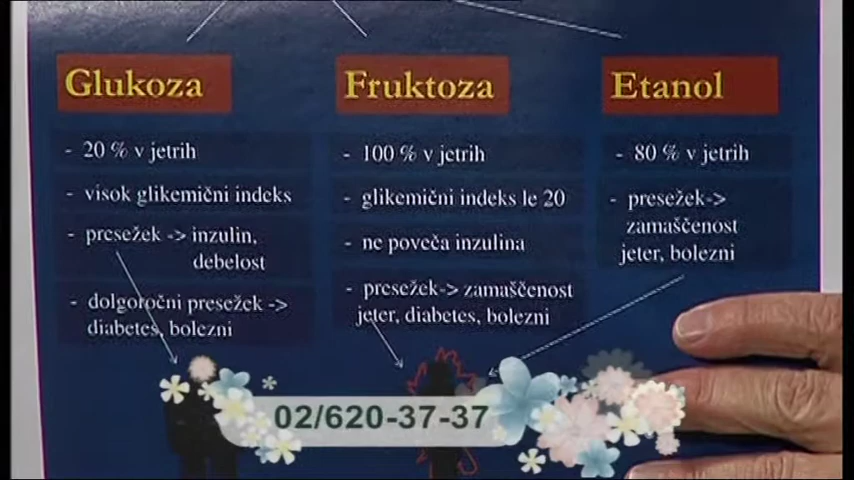 Glukoza
- 20 % v jetrih
- visok glikemični indeks
- presežek -> inzulin,
debelost
- dolgoročni presežek ->
diabetes, bolezni
Fruktoza
- 100 % v jetrih
- glikemični indeks le 20
- ne poveča inzulina
- presežek-> zamaščenost
jeter, diabetes, bolezni
Etanol
- 80 % v jetrih
- presežek->
zamaščenost
jeter, bolezni
02/620-37-37